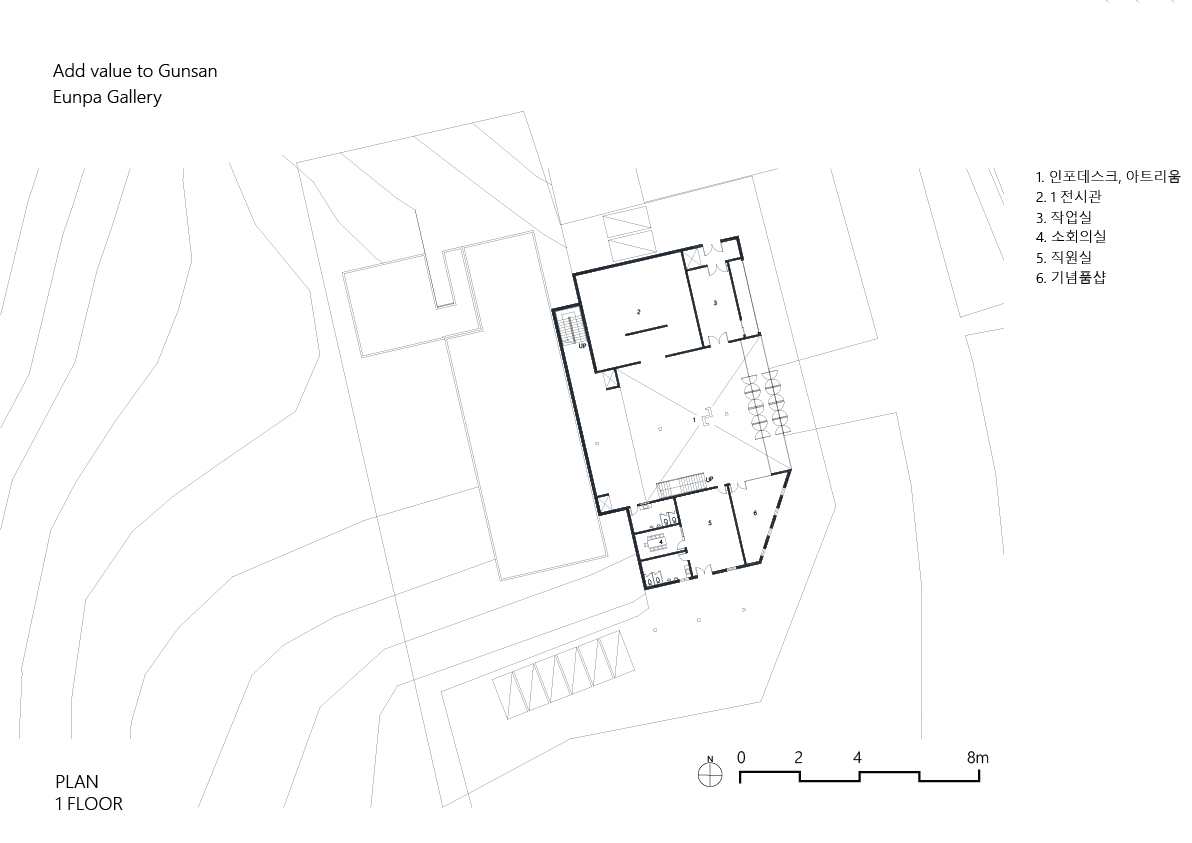 Add value to Gunsan
Eunpa Gallery
1. 인포데스크, 아트리움
2. 1 전시관
3. 작업실
4. 소회의실
5. 직원실
6. 기념품샵
2
3
UP
1
UP
6
5
4
N
0 2 4 8m
PLAN
1 FLOOR